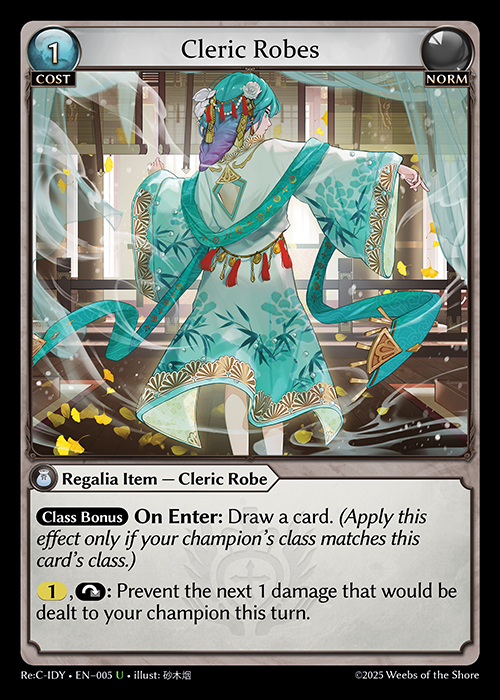 1
Cleric Robes
COST
NORM
Regalia Item — Cleric Robe
Class Bonus On Enter: Draw a card. (Apply this
effect only if your champion's class matches this
card's class.)
1 , : Prevent the next 1 damage that would be
dealt to your champion this turn.
Re:C-IDY • EN-005 U • illust: 砂木烟
©2025 Weebs of the Shore